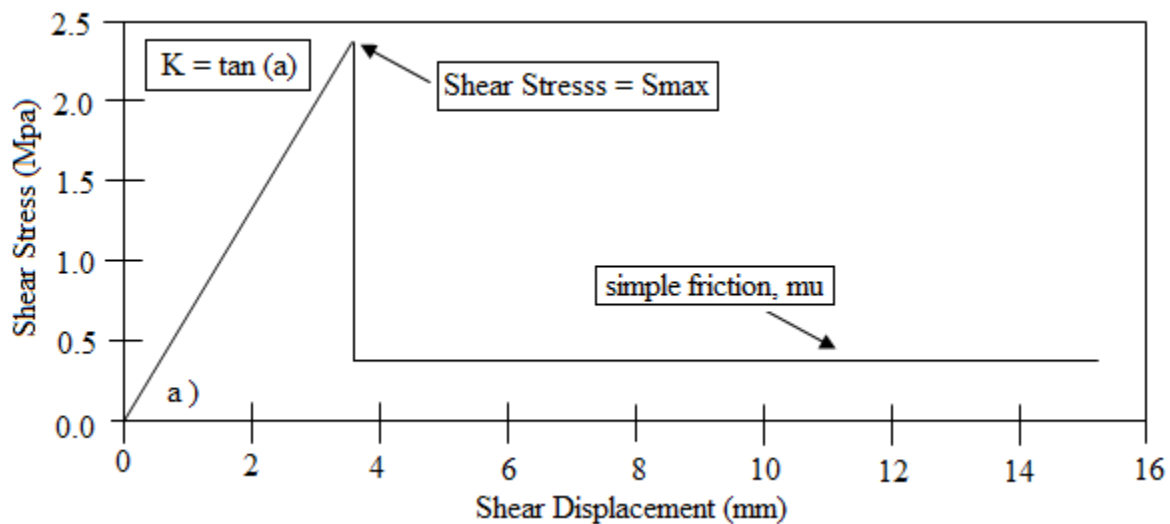 2.5
K = tan (a)
Shear Stresss = Smax
2.0
Shear Stress (Mpa)
1.5
1.0
simple friction, mu
0.5
a )
0.0
0 2 4 6 8 10 12 14 16
Shear Displacement (mm)